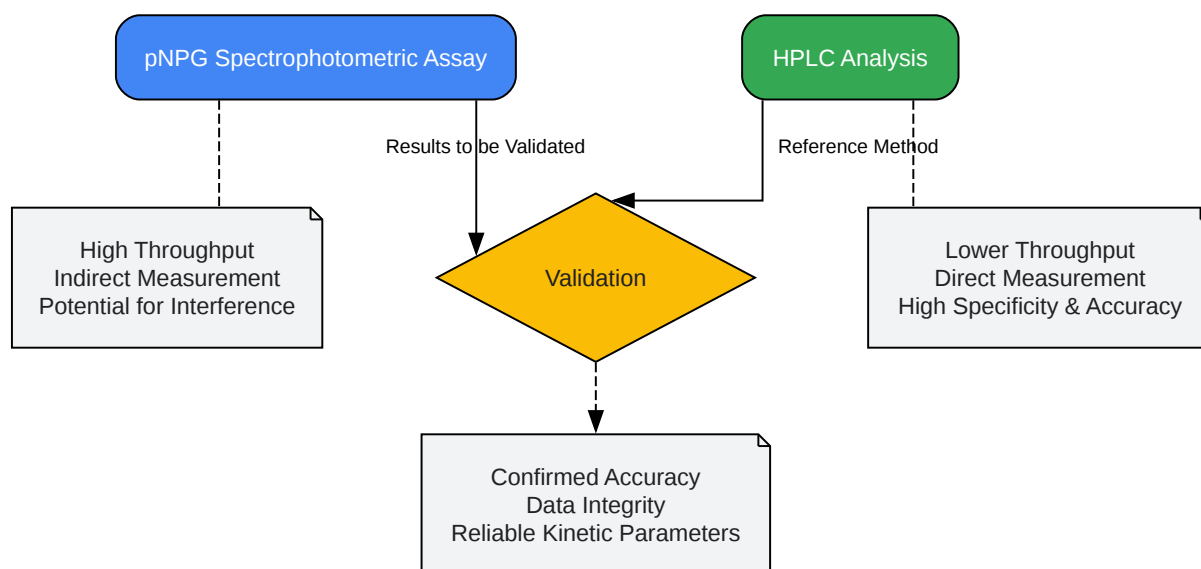 pNPG Spectrophotometric Assay
HPLC Analysis
Results to be Validated
Reference Method
High Throughput
Indirect Measurement
Potential for Interference
Validation
Lower Throughput
Direct Measurement
High Specificity & Accuracy
Confirmed Accuracy
Data Integrity
Reliable Kinetic Parameters